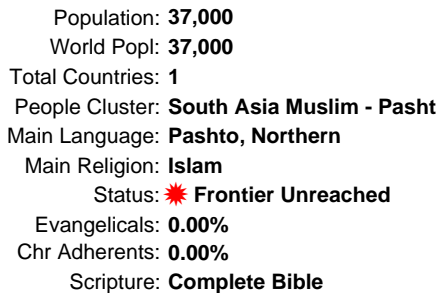 Population: 37,000
World Popl: 37,000
Total Countries: 1
People Cluster: South Asia Muslim - Pasht
Main Language: Pashto, Northern
Main Religion: Islam
Status: Frontier Unreached
Evangelicals: 0.00%
Chr Adherents: 0.00%
Scripture: Complete Bible